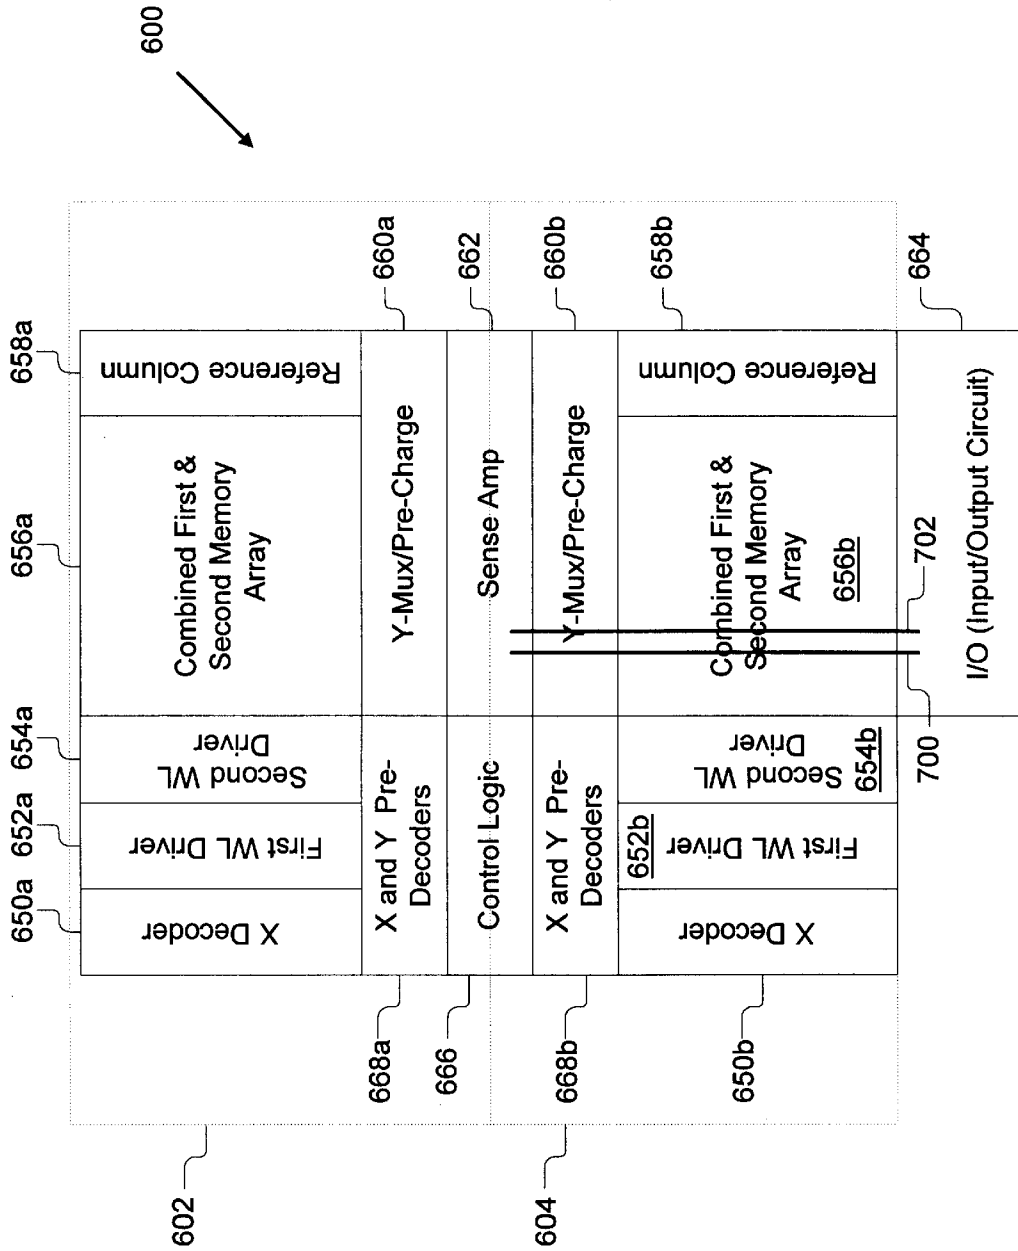 600
658a
656a
654a
652a
650a
660a
662
660b
658b
664
Reference Column
Combined First &
Second Memory
Array
Second WL
Driver
First WL Driver
X Decoder
Y-Mux/Pre-Charge
X and Y Pre-
Decoders
Sense Amp
Control Logic
Y-Mux/Pre-Charge
X and Y Pre-
Decoders
Reference Column
Combined First &
Second Memory
Array
656b
Second WL
Driver
654b
First WL Driver
652b
X Decoder
I/O (Input/Output Circuit)
702
700
668a
666
668b
650b
602
604